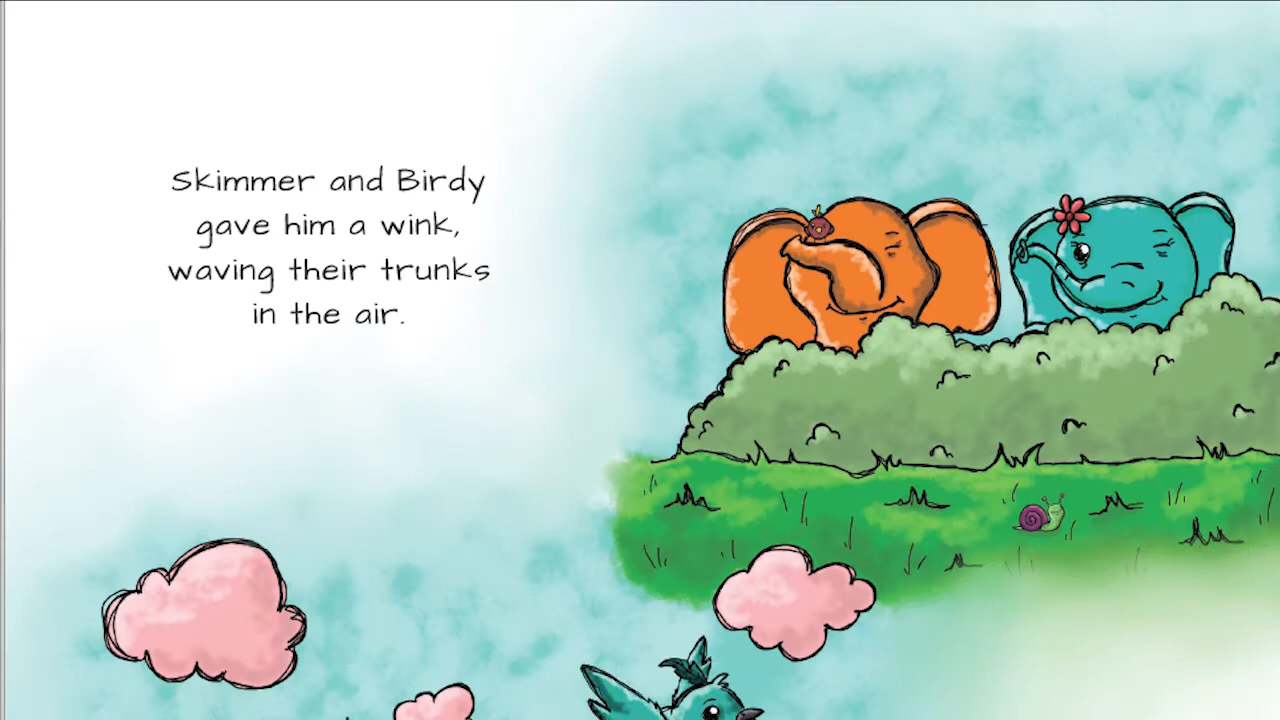 Skimmer and Birdy
gave him a wink,
waving their trunks
in the air.